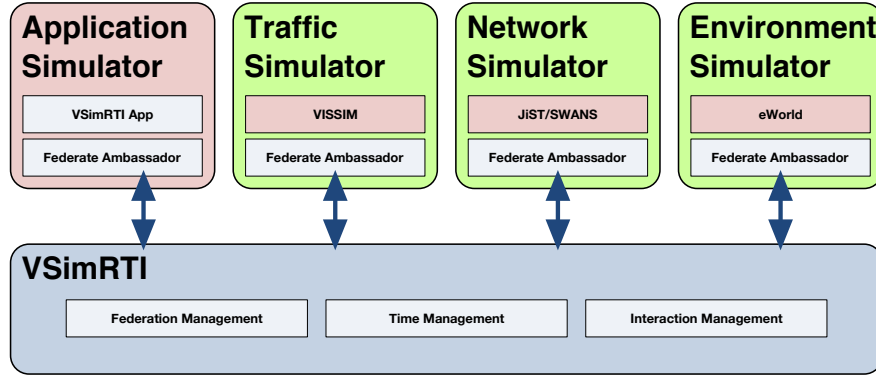 Application
Simulator
VSimRTI App
Federate Ambassador
Traffic
Simulator
VISSIM
Federate Ambassador
Network
Simulator
JiST/SWANS
Federate Ambassador
Environment
Simulator
eWorld
Federate Ambassador
VSimRTI
Federation Management
Time Management
Interaction Management